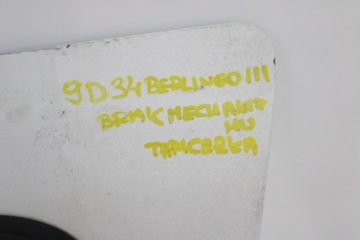 9D34 BERLINGO III
BRAK MECHANIZ
MU
TAPICERKA